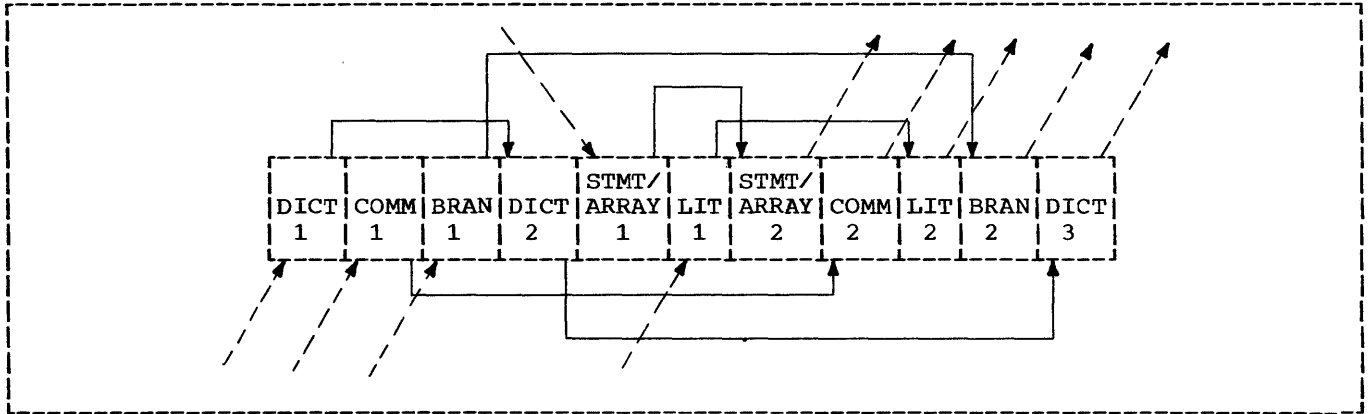 DICT 1
COMM 1
BRAN 1
DICT 2
STMT/ ARRAY 1
LIT 1
STMT/ ARRAY 2
COMM 2
LIT 2
BRAN 2
DICT 3